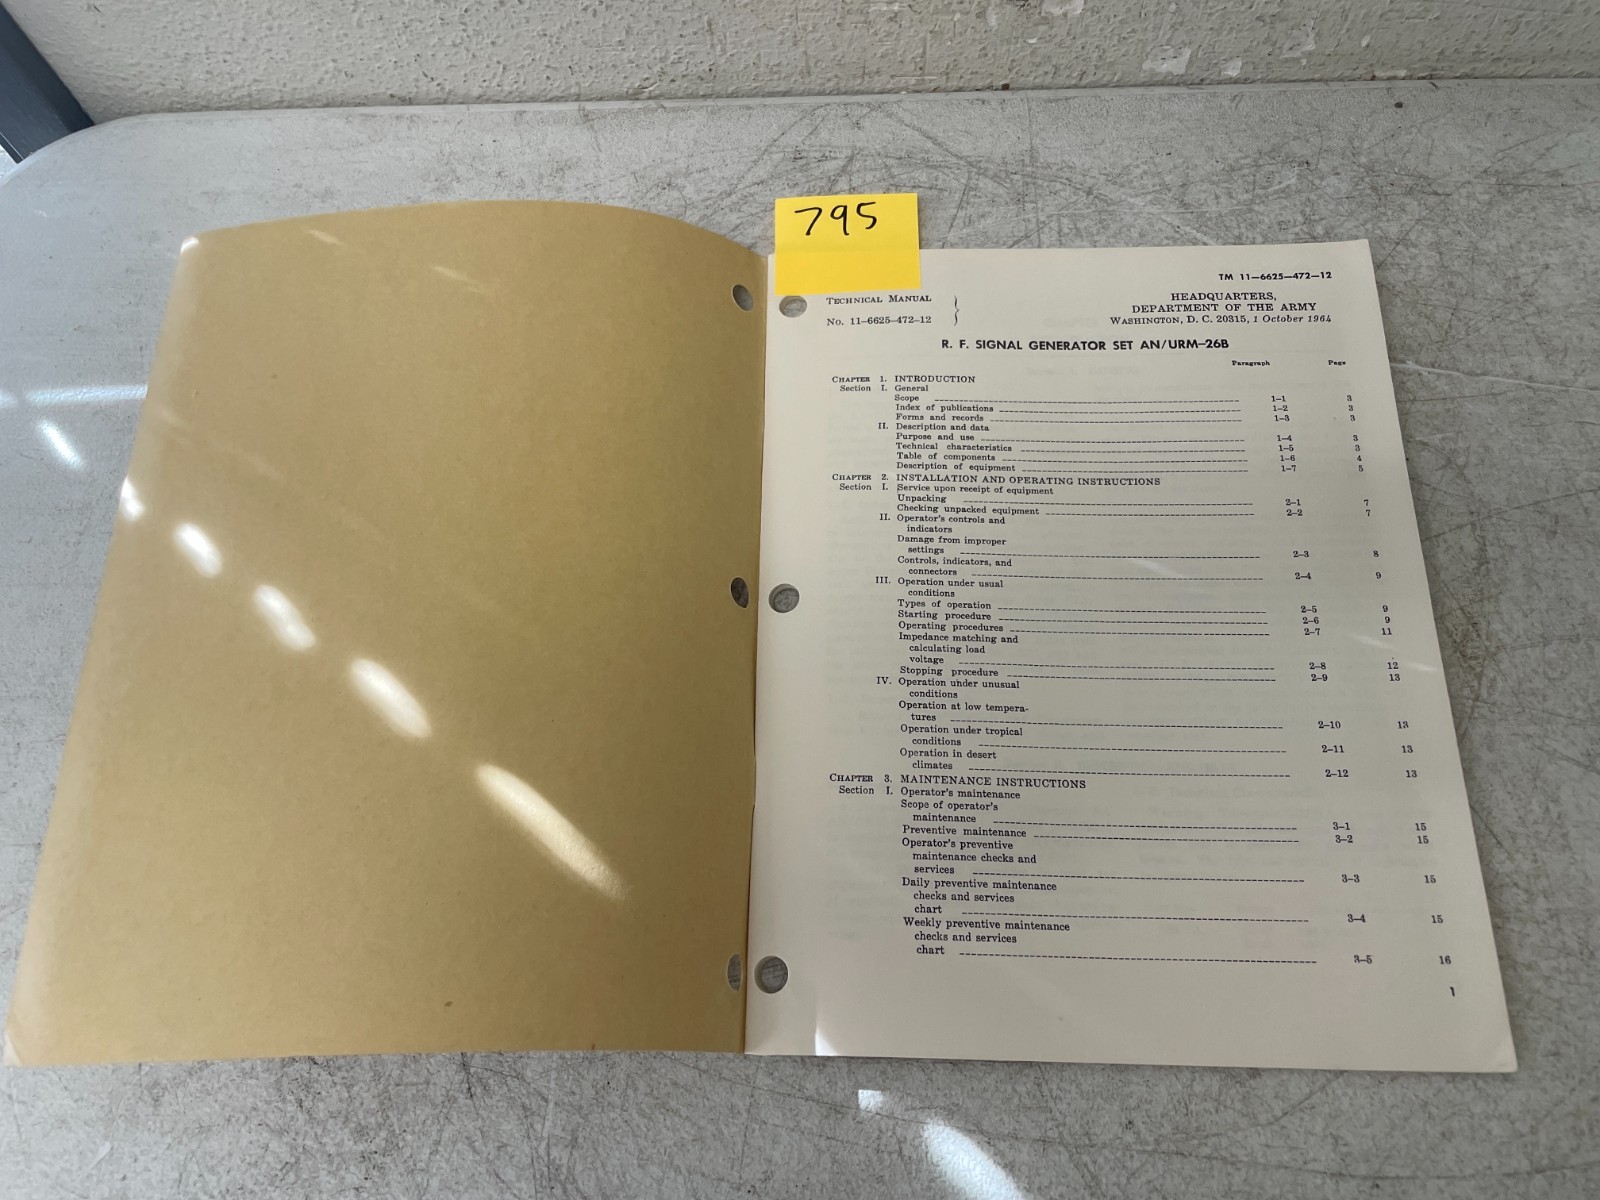 795
TM 11–6625–472–12
TECHNICAL MANUAL
No. 11–6625–472–12
}
HEADQUARTERS,
DEPARTMENT OF THE ARMY
WASHINGTON, D. C. 20315, 1 October 1964
R. F. SIGNAL GENERATOR SET AN/URM–26B
Paragraph Page
CHAPTER 1. INTRODUCTION
Section I. General
Scope 1–1 3
Index of publications 1–2 3
Forms and records 1–3 3
II. Description and data
Purpose and use 1–4 3
Technical characteristics 1–5 3
Table of components 1–6 4
Description of equipment 1–7 5
CHAPTER 2. INSTALLATION AND OPERATING INSTRUCTIONS
Section I. Service upon receipt of equipment
Unpacking 2–1 7
Checking unpacked equipment 2–2 7
II. Operator's controls and
indicators
Damage from improper
settings 2–3 8
Controls, indicators, and
connectors 2–4 9
III. Operation under usual
conditions
Types of operation 2–5 9
Starting procedure 2–6 9
Operating procedures 2–7 11
Impedance matching and
calculating load
voltage 2–8 12
Stopping procedure 2–9 13
IV. Operation under unusual
conditions
Operation at low tempera-
tures 2–10 13
Operation under tropical
conditions 2–11 13
Operation in desert
climates 2–12 13
CHAPTER 3. MAINTENANCE INSTRUCTIONS
Section I. Operator's maintenance
Scope of operator's
maintenance 3–1 15
Preventive maintenance 3–2 15
Operator's preventive
maintenance checks and
services 3–3 15
Daily preventive maintenance
checks and services
chart 3–4 15
Weekly preventive maintenance
checks and services
chart 3–5 16
1